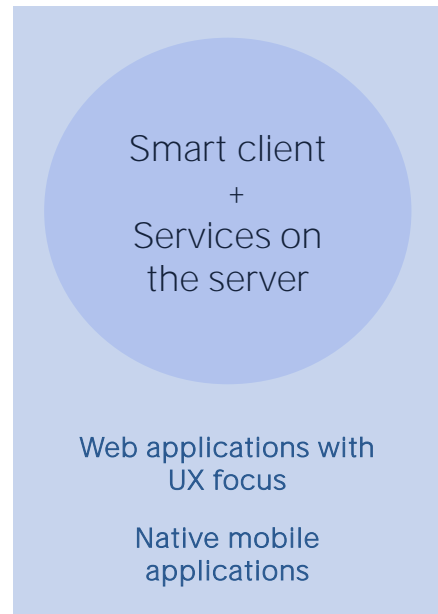 Smart client
+
Services on
the server
Web applications with
UX focus
Native mobile
applications